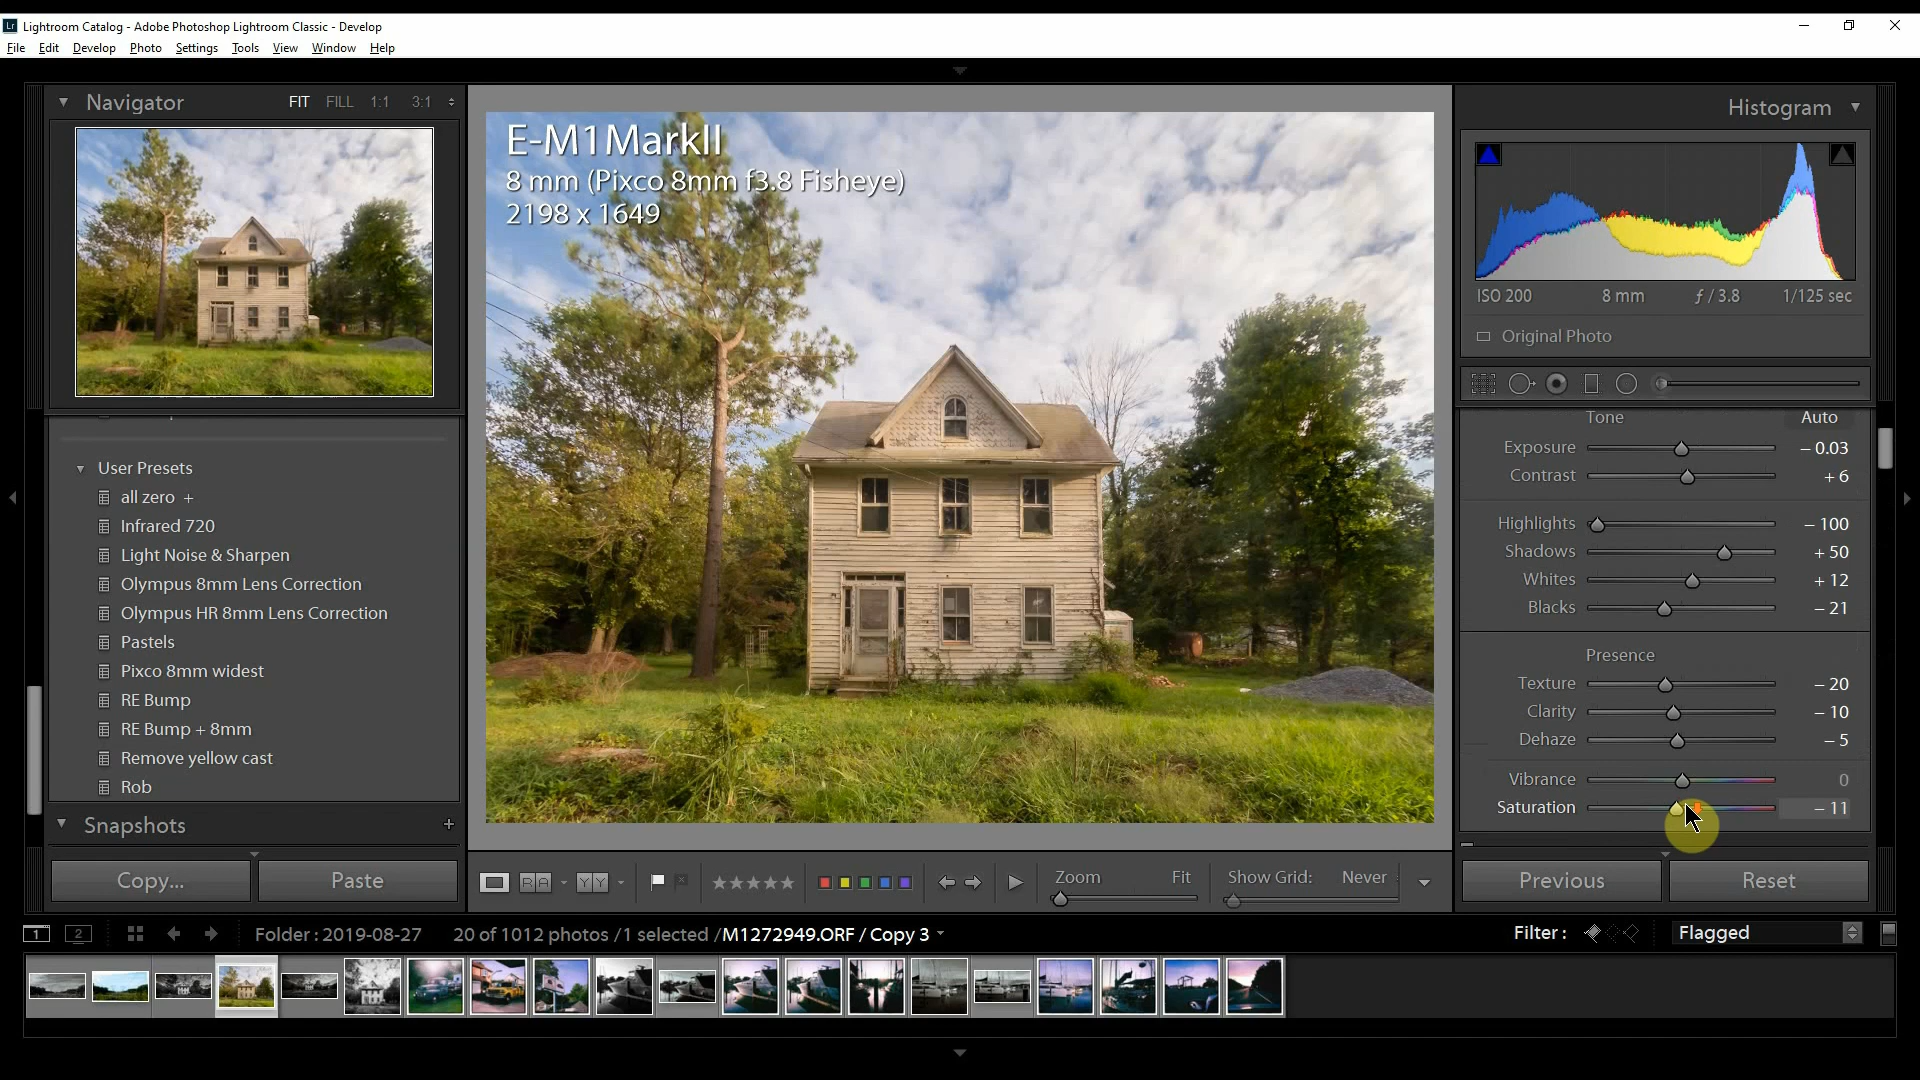 Lr Lightroom Catalog - Adobe Photoshop Lightroom Classic - Develop
File Edit Develop Photo Settings Tools View Window Help
Navigator FIT FILL 1:1 3:1
User Presets
all zero +
Infrared 720
Light Noise & Sharpen
Olympus 8mm Lens Correction
Olympus HR 8mm Lens Correction
Pastels
Pixco 8mm widest
RE Bump
RE Bump + 8mm
Remove yellow cast
Rob
Snapshots +
Copy... Paste
E-M1MarkII
8 mm (Pixco 8mm f3.8 Fisheye)
2198 x 1649
Histogram
ISO 200 8 mm ƒ / 3.8 1/125 sec
Original Photo
Tone Auto
Exposure – 0.03
Contrast + 6
Highlights – 100
Shadows + 50
Whites + 12
Blacks – 21
Presence
Texture – 20
Clarity – 10
Dehaze – 5
Vibrance 0
Saturation – 11
Previous Reset
R A Y Y Zoom Fit Show Grid: Never
1 2 Folder : 2019-08-27 20 of 1012 photos / 1 selected / M1272949.ORF / Copy 3 Filter : Flagged